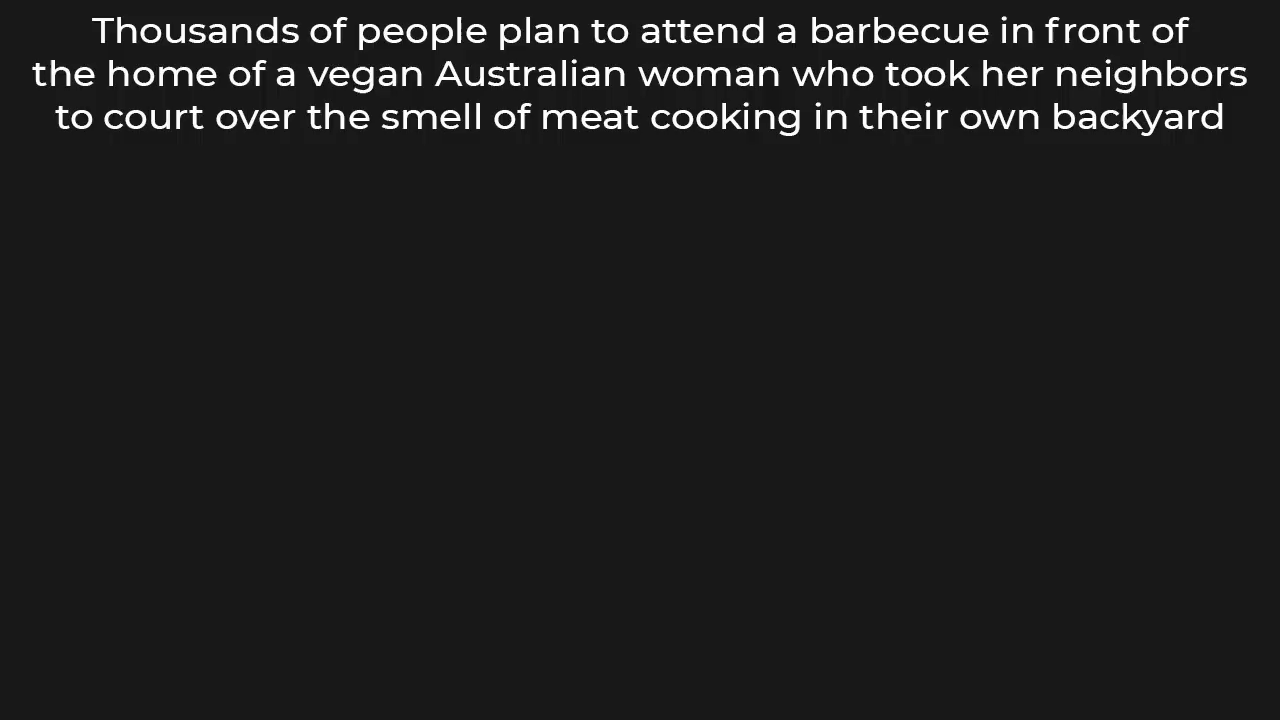 Thousands of people plan to attend a barbecue in front of
the home of a vegan Australian woman who took her neighbors
to court over the smell of meat cooking in their own backyard